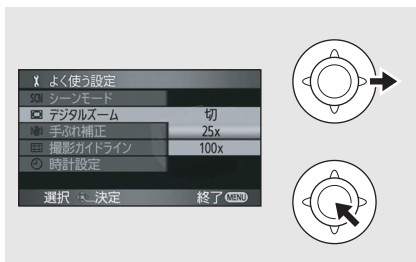 よく使う設定
SCN シーンモード
デジタルズーム 切
手ぶれ補正 25x
撮影ガイドライン 100x
時計設定
選択 決定 終了 MENU